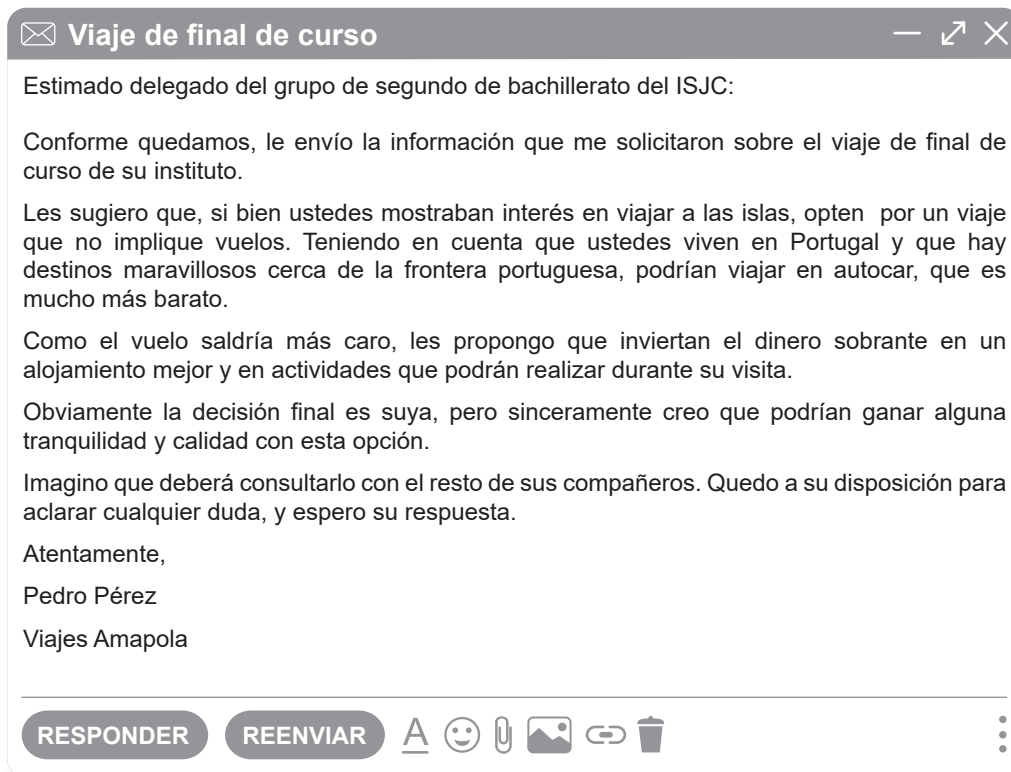 Viaje de final de curso
Estimado delegado del grupo de segundo de bachillerato del ISJC:
Conforme quedamos, le envío la información que me solicitaron sobre el viaje de final de
curso de su instituto.
Les sugiero que, si bien ustedes mostraban interés en viajar a las islas, opten por un viaje
que no implique vuelos. Teniendo en cuenta que ustedes viven en Portugal y que hay
destinos maravillosos cerca de la frontera portuguesa, podrían viajar en autocar, que es
mucho más barato.
Como el vuelo saldría más caro, les propongo que inviertan el dinero sobrante en un
alojamiento mejor y en actividades que podrán realizar durante su visita.
Obviamente la decisión final es suya, pero sinceramente creo que podrían ganar alguna
tranquilidad y calidad con esta opción.
Imagino que deberá consultarlo con el resto de sus compañeros. Quedo a su disposición para
aclarar cualquier duda, y espero su respuesta.
Atentamente,
Pedro Pérez
Viajes Amapola
RESPONDER REENVIAR A